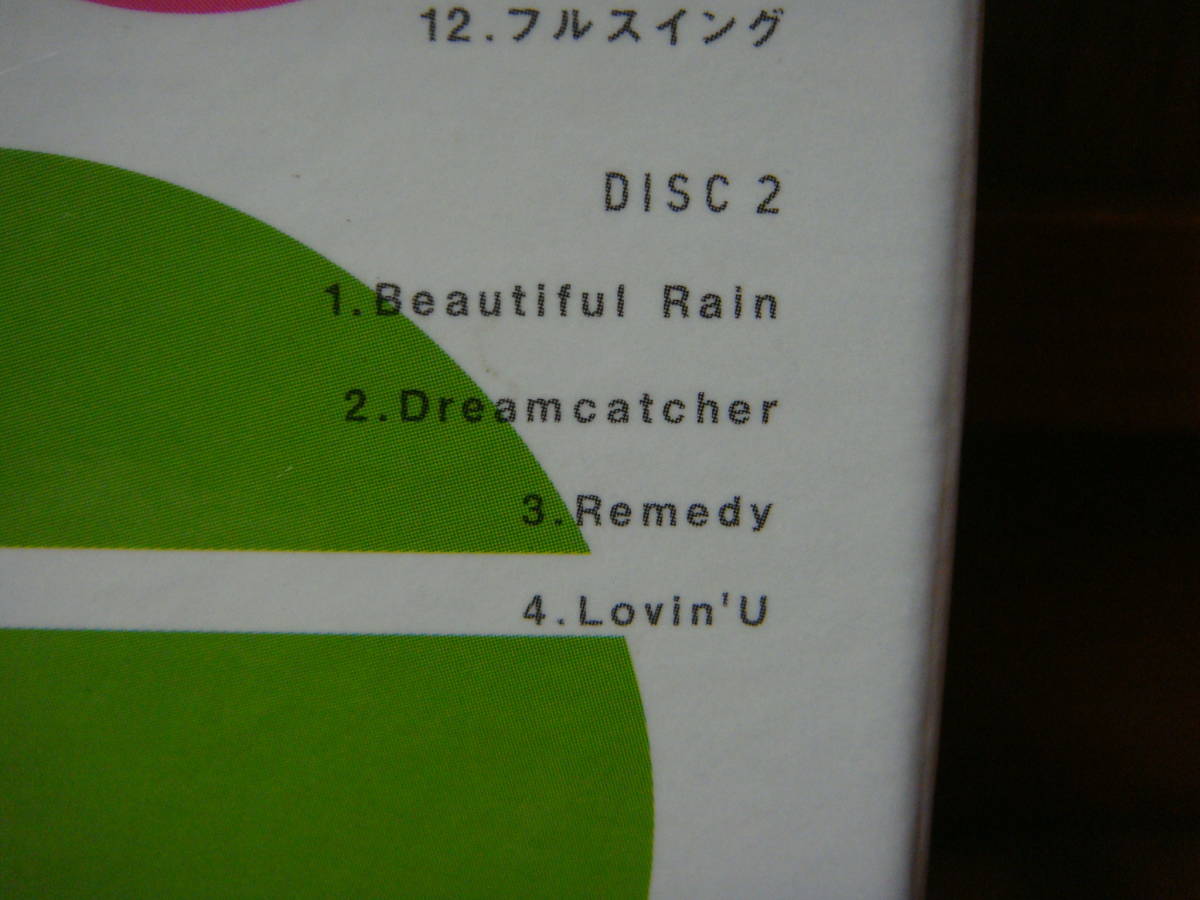 12.フルスイング
DISC 2
1.Beautiful Rain
2.Dreamcatcher
3.Remedy
4.Lovin'U